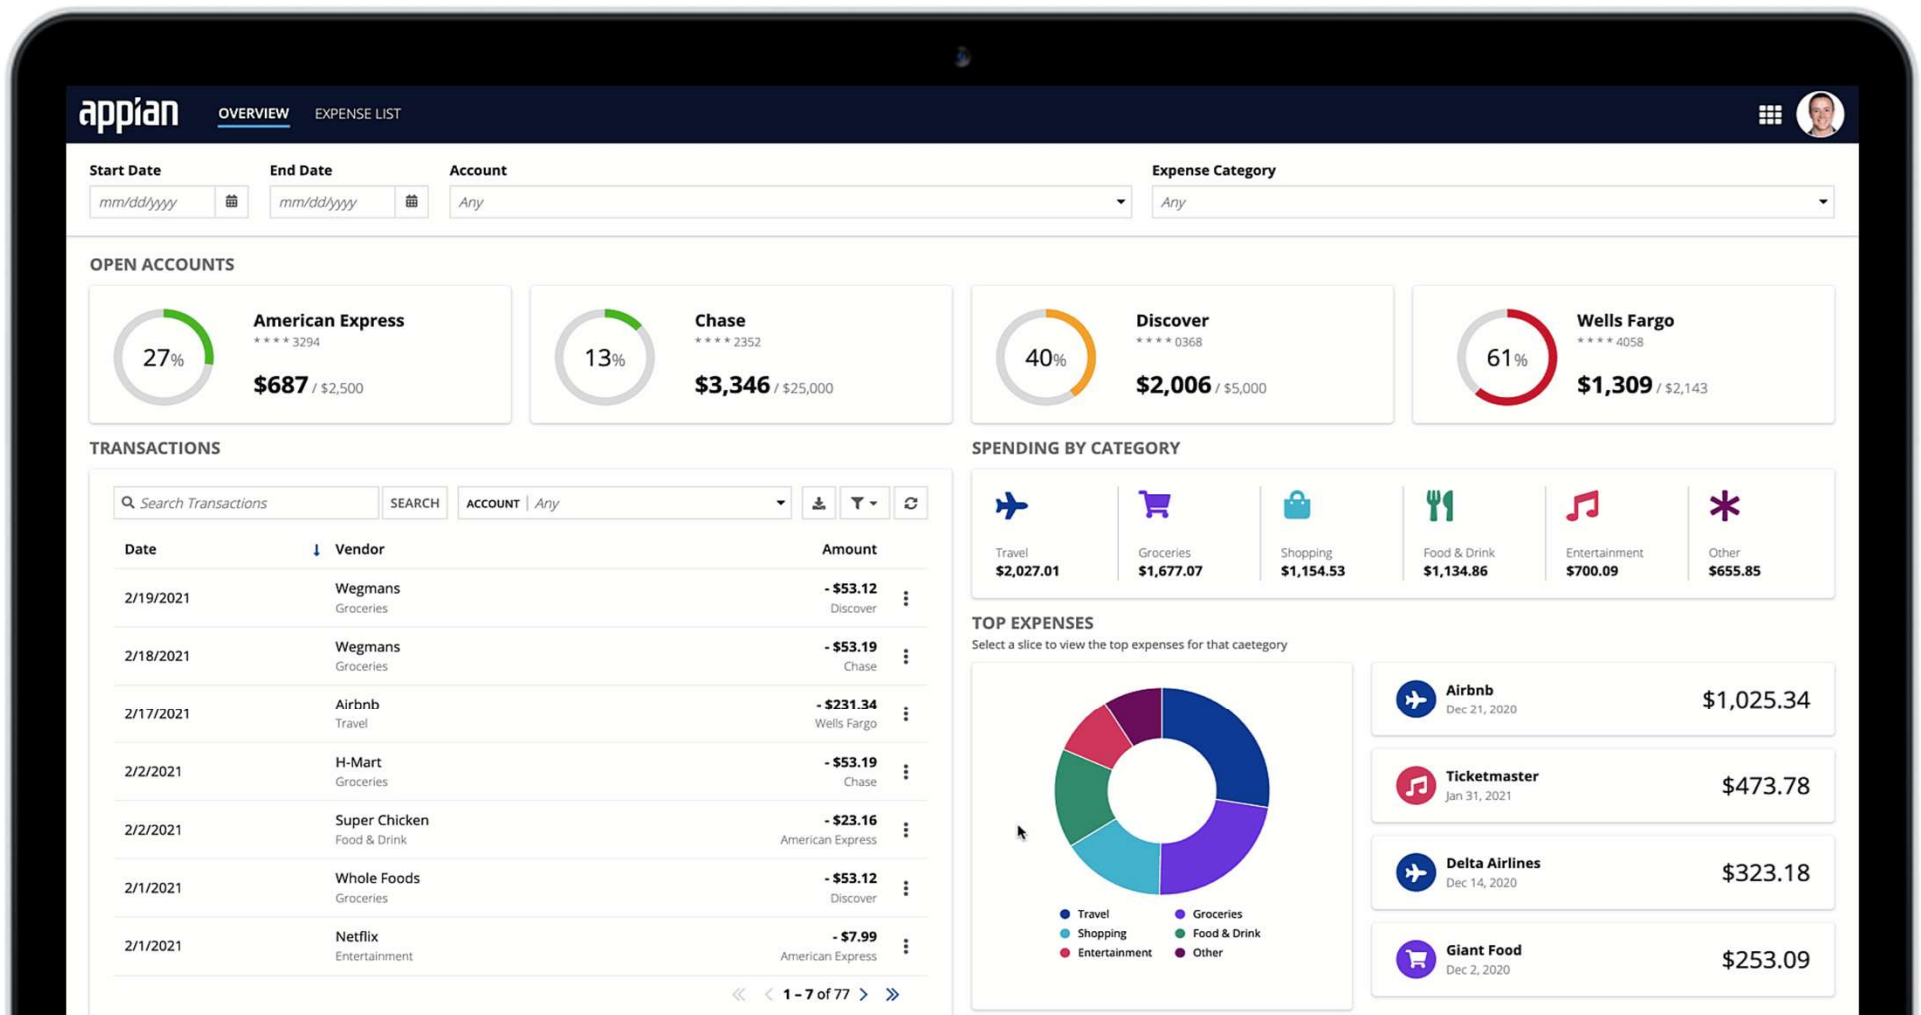 appian OVERVIEW EXPENSE LIST
Start Date End Date Account Expense Category
mm/dd/yyyy mm/dd/yyyy Any Any
OPEN ACCOUNTS
27%
American Express
**** 3294
$687 / $2,500
13%
Chase
**** 2352
$3,346 / $25,000
40%
Discover
**** 0368
$2,006 / $5,000
61%
Wells Fargo
**** 4058
$1,309 / $2,143
TRANSACTIONS
Search Transactions SEARCH ACCOUNT | Any
Date Vendor Amount
2/19/2021 Wegmans - $53.12
Groceries Discover
2/18/2021 Wegmans - $53.19
Groceries Chase
2/17/2021 Airbnb - $231.34
Travel Wells Fargo
2/2/2021 H-Mart - $53.19
Groceries Chase
2/2/2021 Super Chicken - $23.16
Food & Drink American Express
2/1/2021 Whole Foods - $53.12
Groceries Discover
2/1/2021 Netflix - $7.99
Entertainment American Express
1 – 7 of 77
SPENDING BY CATEGORY
Travel
$2,027.01
Groceries
$1,677.07
Shopping
$1,154.53
Food & Drink
$1,134.86
Entertainment
$700.09
Other
$655.85
TOP EXPENSES
Select a slice to view the top expenses for that caetegory
Travel Groceries
Shopping Food & Drink
Entertainment Other
Airbnb
Dec 21, 2020
$1,025.34
Ticketmaster
Jan 31, 2021
$473.78
Delta Airlines
Dec 14, 2020
$323.18
Giant Food
Dec 2, 2020
$253.09